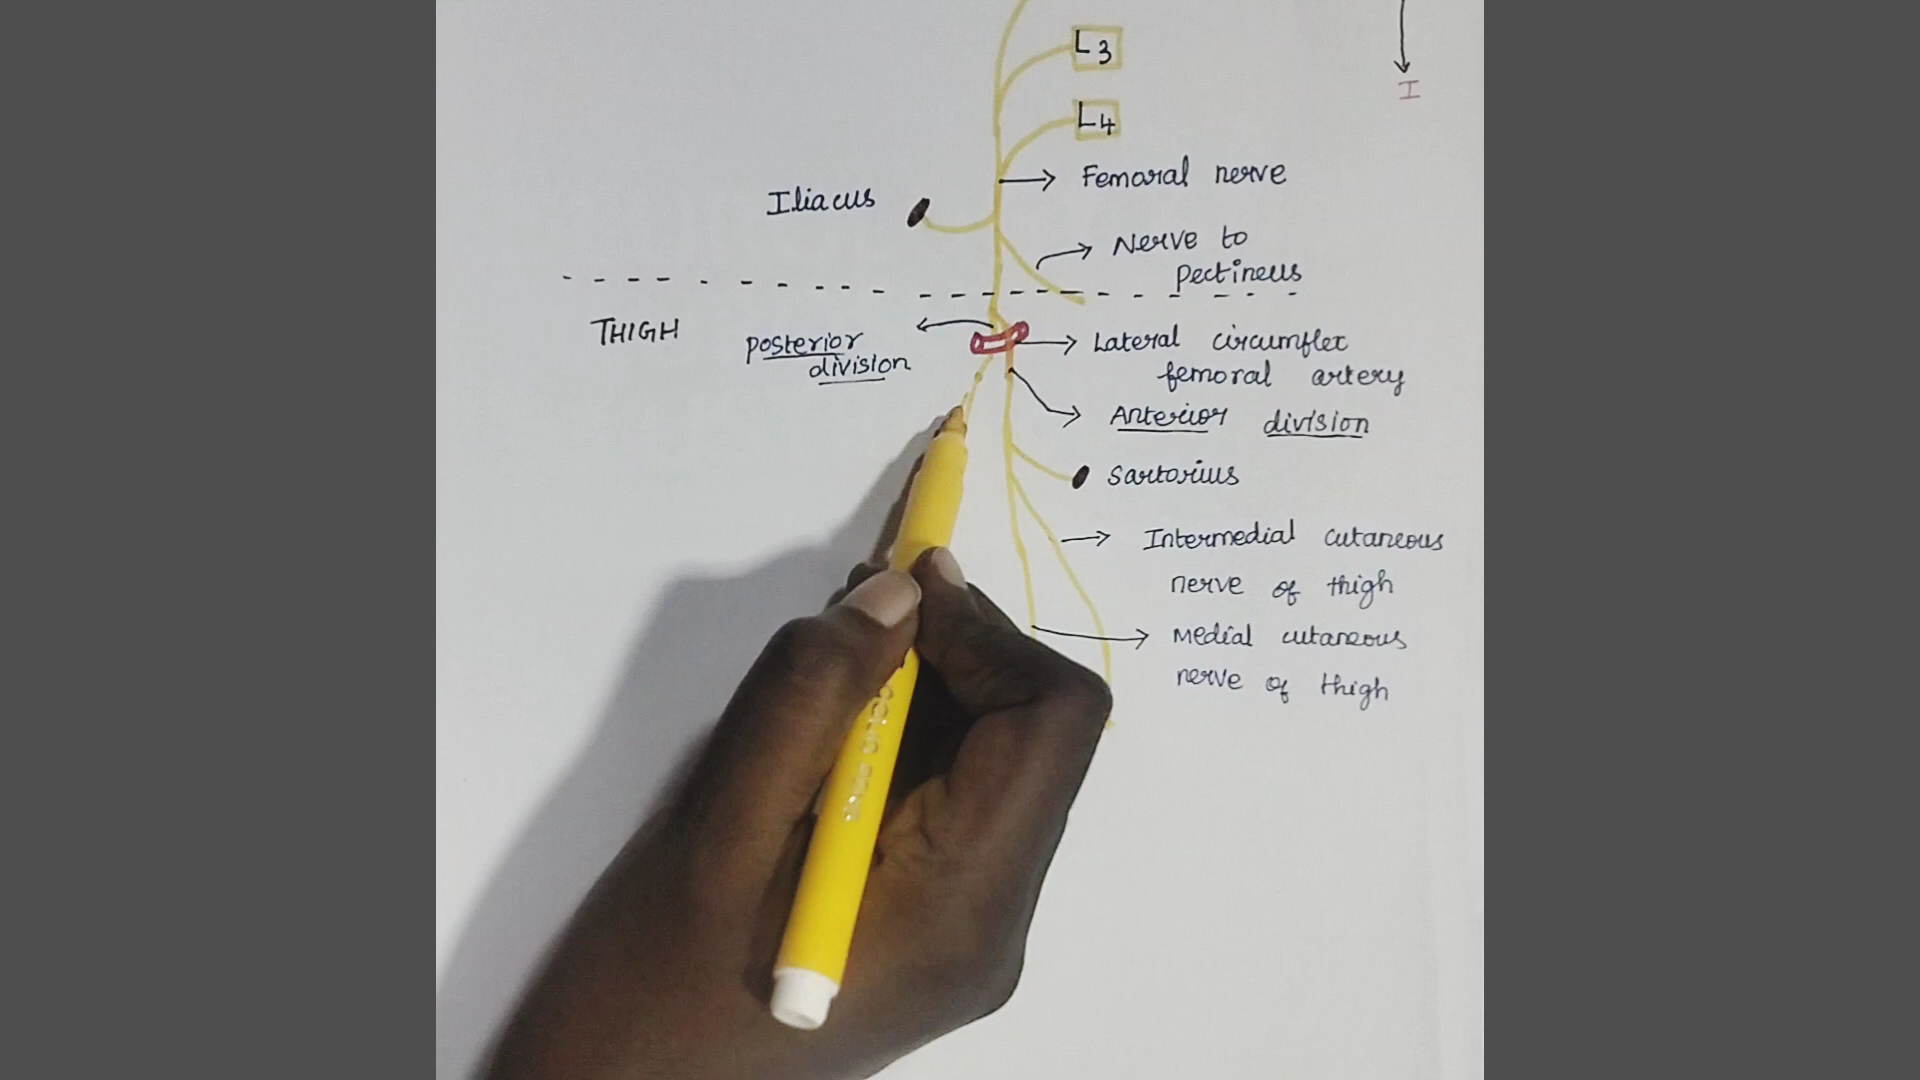 L3
L4
I
Femoral nerve
Iliacus
Nerve to
pectineus
THIGH
posterior
division
Lateral circumflex
femoral artery
Anterior division
Sartorius
Intermedial cutaneous
nerve of thigh
Medial cutaneous
nerve of thigh